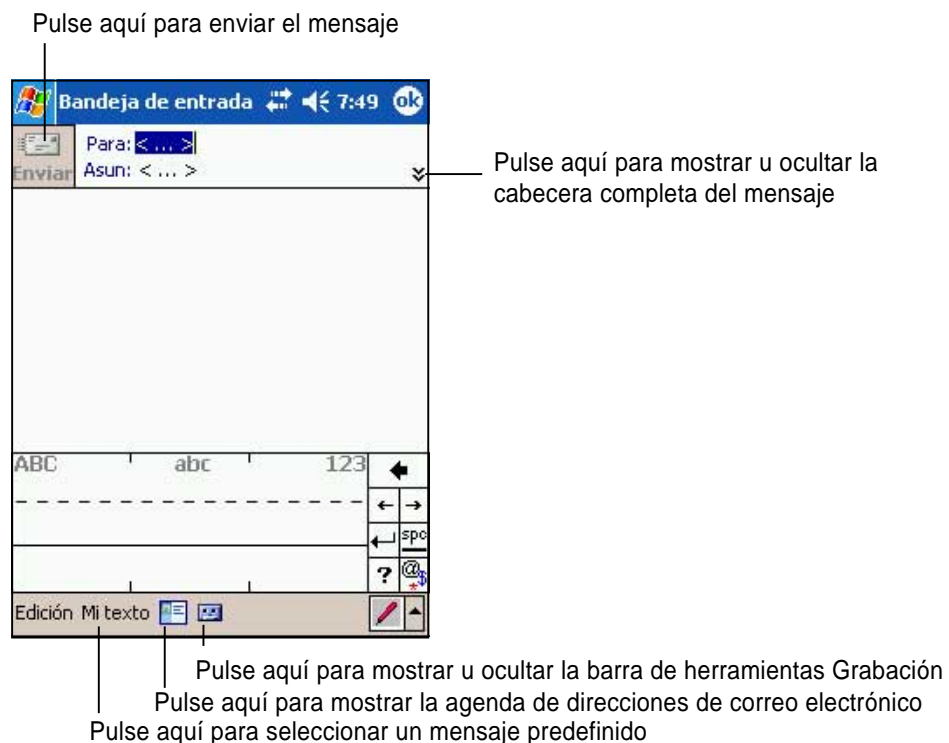 Pulse aquí para enviar el mensaje
Bandeja de entrada 7:49 ok
Para: < ... >
Enviar
Asun: < ... >
Pulse aquí para mostrar u ocultar la
cabecera completa del mensaje
ABC abc 123
spc
? @ * $
Edición Mi texto
Pulse aquí para mostrar u ocultar la barra de herramientas Grabación
Pulse aquí para mostrar la agenda de direcciones de correo electrónico
Pulse aquí para seleccionar un mensaje predefinido